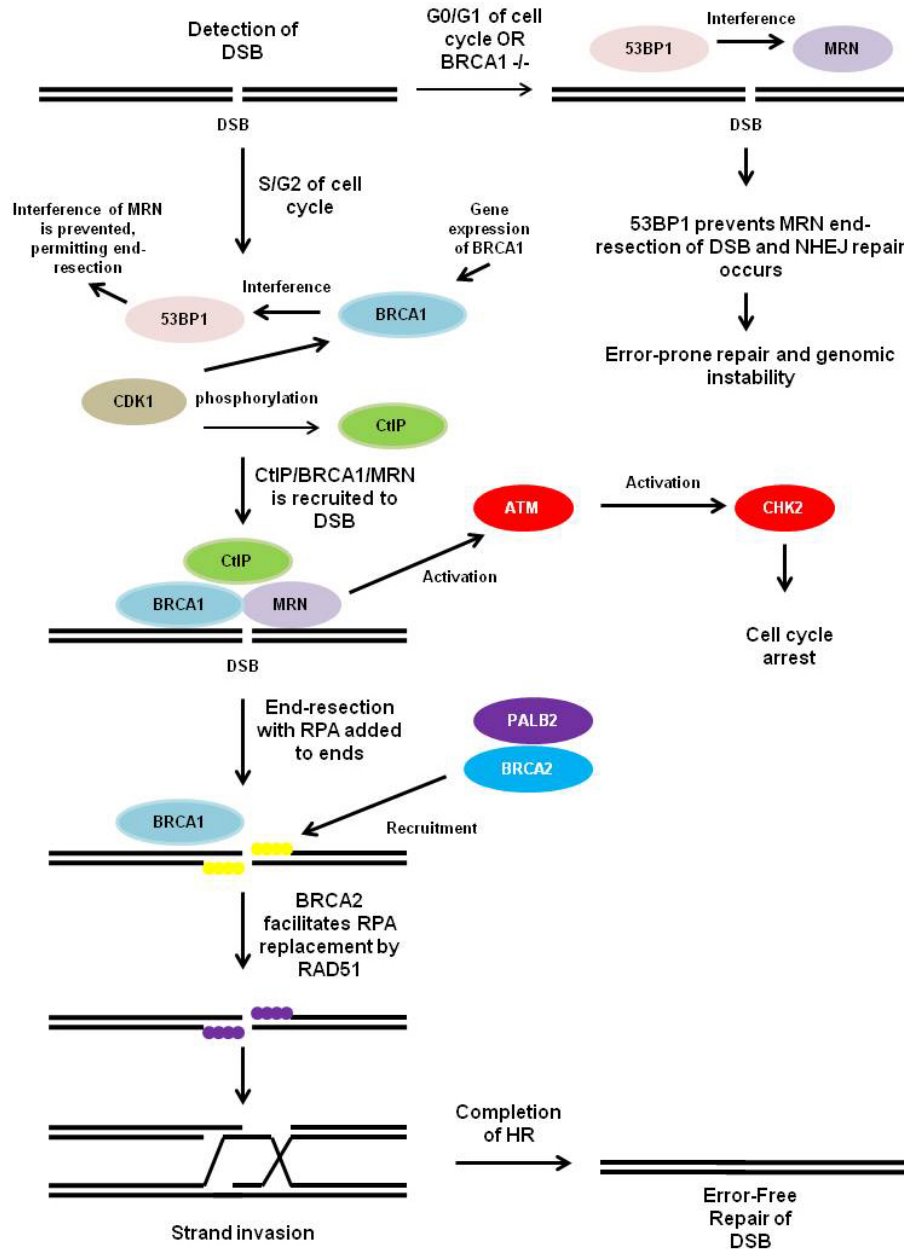 Detection of
DSB
G0/G1 of cell
cycle OR
BRCA1 -/-
53BP1
Interference
MRN
DSB
DSB
S/G2 of cell
cycle
Interference of MRN
is prevented,
permitting end-
resection
Gene
expression
of BRCA1
53BP1 prevents MRN end-
resection of DSB and NHEJ repair
occurs
53BP1
Interference
BRCA1
Error-prone repair and genomic
instability
CDK1
phosphorylation
CtIP
CtIP/BRCA1/MRN
is recruited to
DSB
ATM
Activation
CHK2
CtIP
BRCA1
MRN
Activation
DSB
Cell cycle
arrest
End-resection
with RPA added
to ends
PALB2
BRCA2
BRCA1
Recruitment
BRCA2
facilitates RPA
replacement by
RAD51
Completion
of HR
Strand invasion
Error-Free
Repair of
DSB